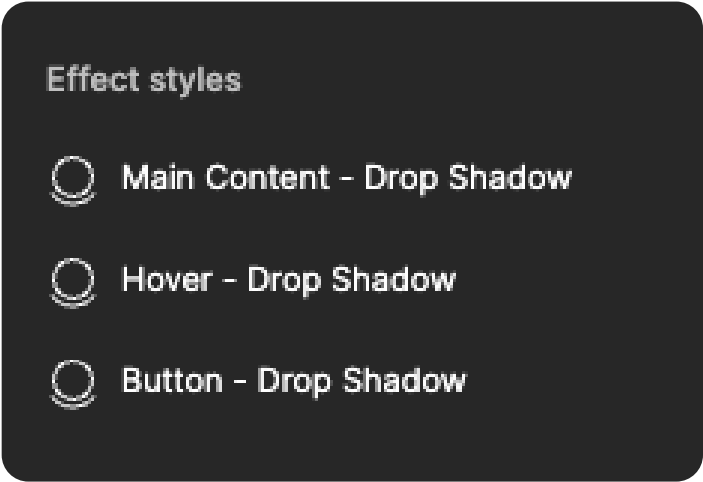 Effect styles
Main Content - Drop Shadow
Hover - Drop Shadow
Button - Drop Shadow